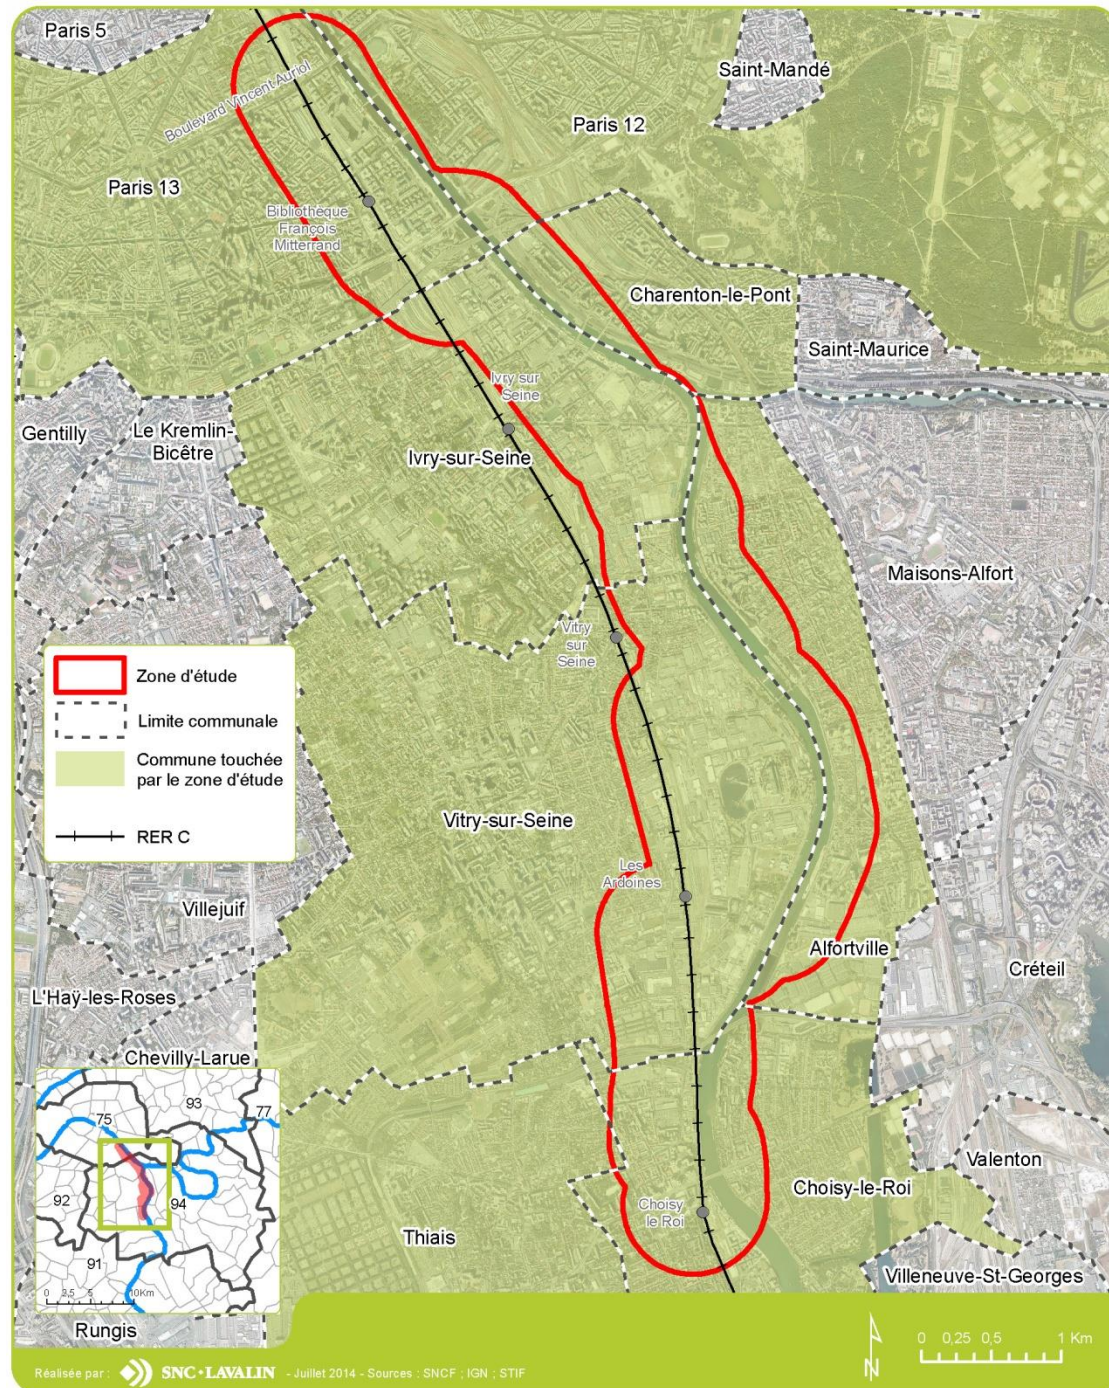 Paris 5
Saint-Mandé
Boulevard Vincent Auriol
Paris 12
Paris 13
Bibliothèque
François
Mitterrand
Charenton-le-Pont
Saint-Maurice
Ivry sur
Seine
Gentilly
Le Kremlin-
Bicêtre
Ivry-sur-Seine
Maisons-Alfort
Vitry
sur
Seine
Zone d'étude
Limite communale
Commune touchée
par le zone d'étude
RER C
Vitry-sur-Seine
Les
Ardoines
Villejuif
Alfortville
Créteil
L'Haÿ-les-Roses
Chevilly-Larue
93
77
75
92
94
91
0 2,5 5 10Km
Valenton
Choisy-le-Roi
Choisy
le Roi
Thiais
Villeneuve-St-Georges
Rungis
N
0 0,25 0,5 1 Km
Réalisée par : SNC•LAVALIN - Juillet 2014 - Sources : SNCF ; IGN ; STIF